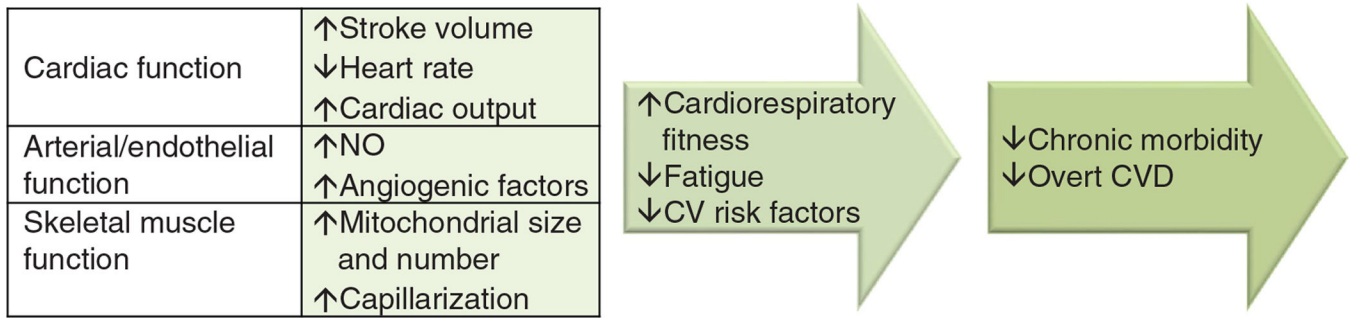 Cardiac function
↑Stroke volume
↓Heart rate
↑Cardiac output
Arterial/endothelial
function
↑NO
↑Angiogenic factors
Skeletal muscle
function
↑Mitochondrial size
and number
↑Capillarization
↑Cardiorespiratory
fitness
↓Fatigue
↓CV risk factors
↓Chronic morbidity
↓Overt CVD